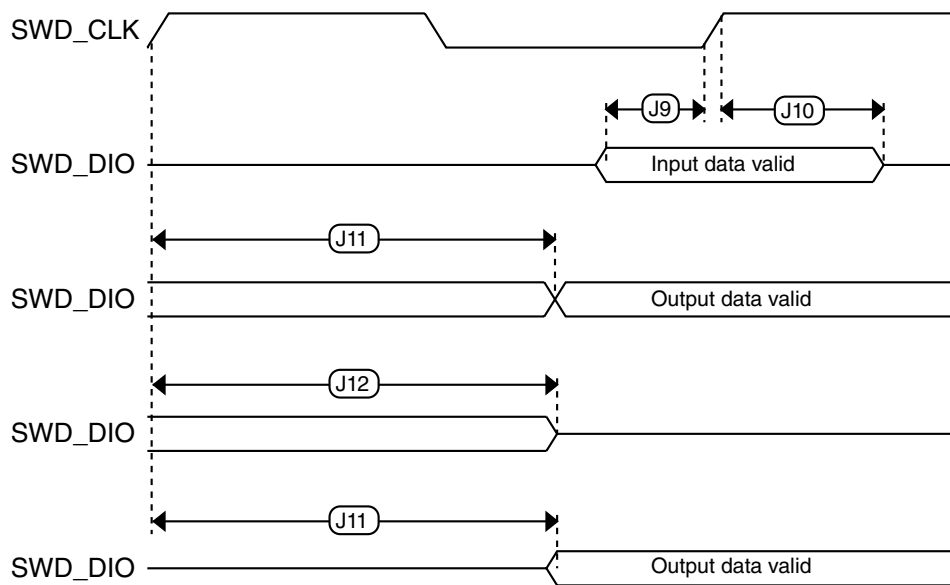 SWD_CLK
J9
J10
SWD_DIO
Input data valid
J11
SWD_DIO
Output data valid
J12
SWD_DIO
J11
SWD_DIO
Output data valid